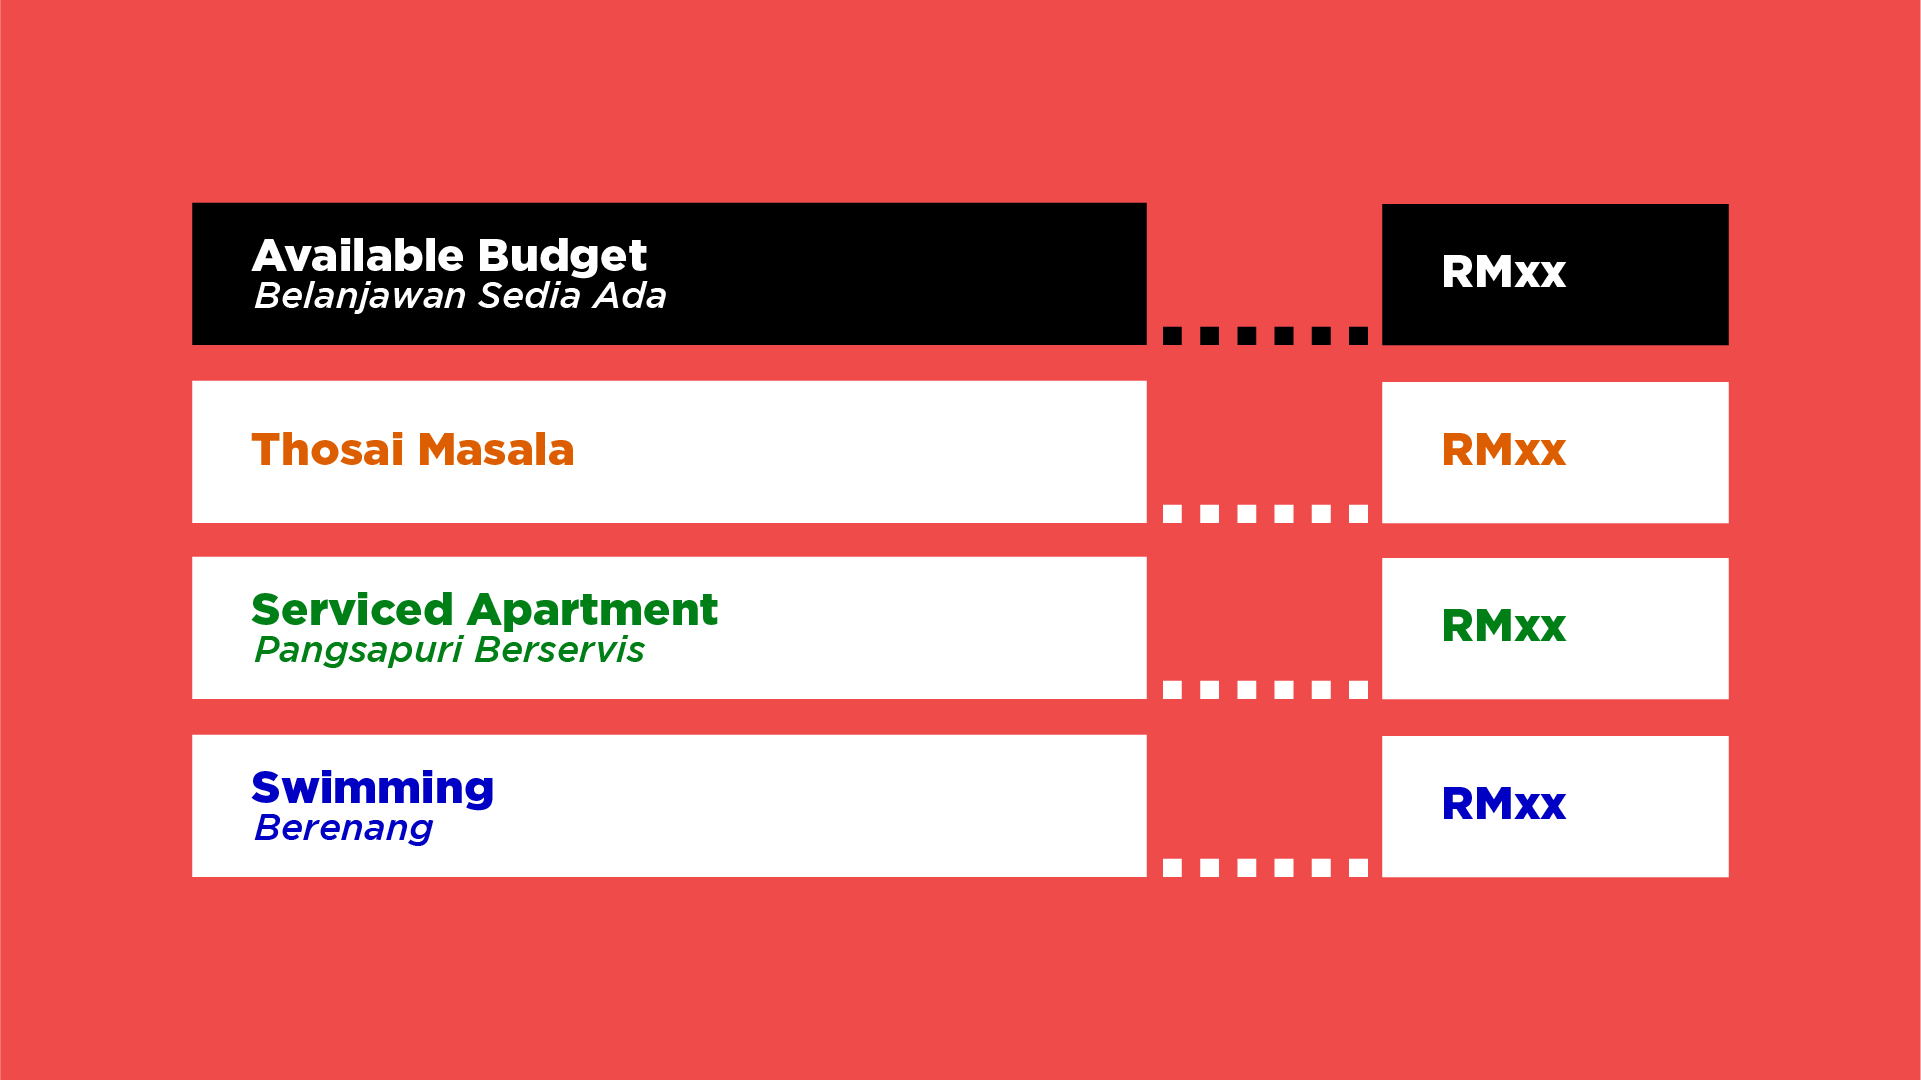 Available Budget
Belanjawan Sedia Ada
RMxx
Thosai Masala
RMxx
Serviced Apartment
Pangsapuri Berservis
RMxx
Swimming
Berenang
RMxx